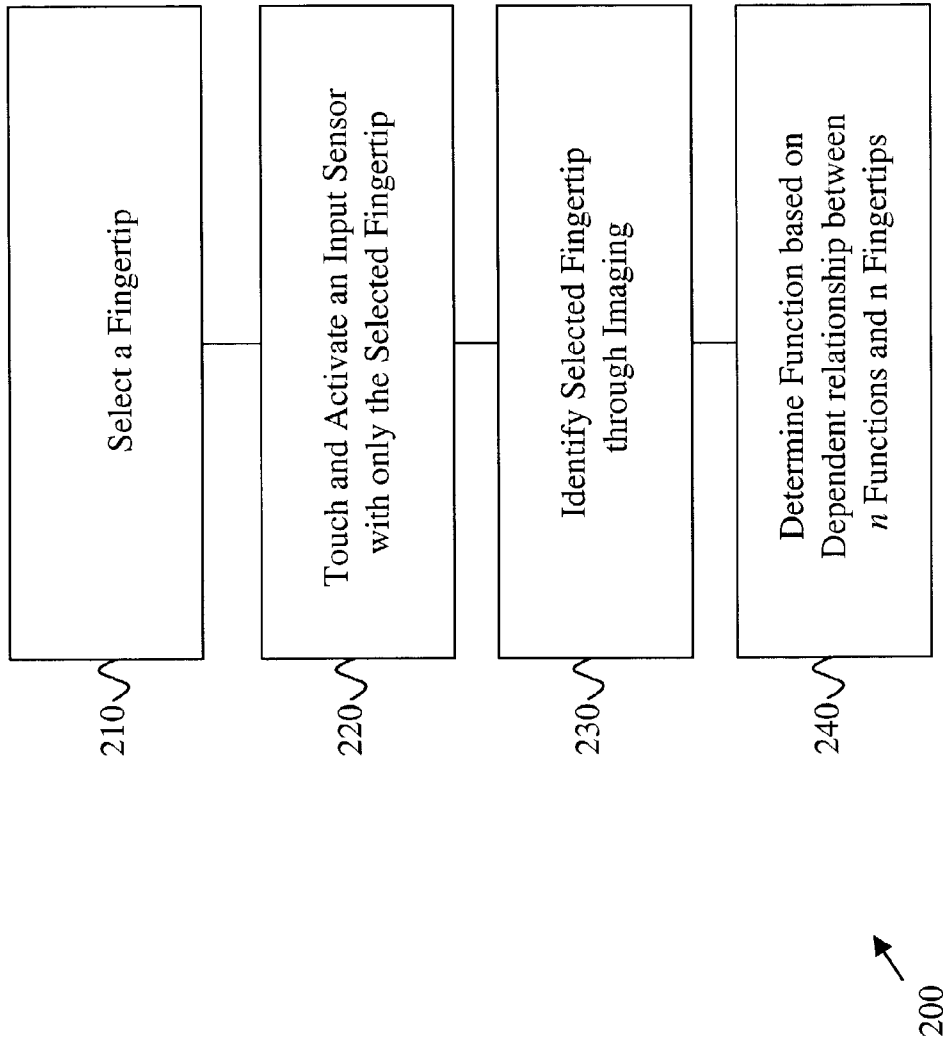 Select a Fingertip
210
Touch and Activate an Input Sensor
with only the Selected Fingertip
220
Identify Selected Fingertip
through Imaging
230
Determine Function based on
Dependent relationship between
n Functions and n Fingertips
240
200